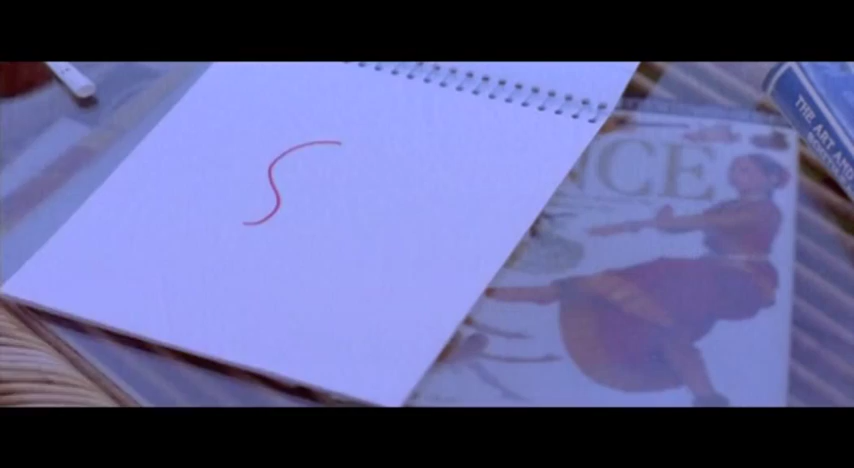 S
NCE
THE ART AND